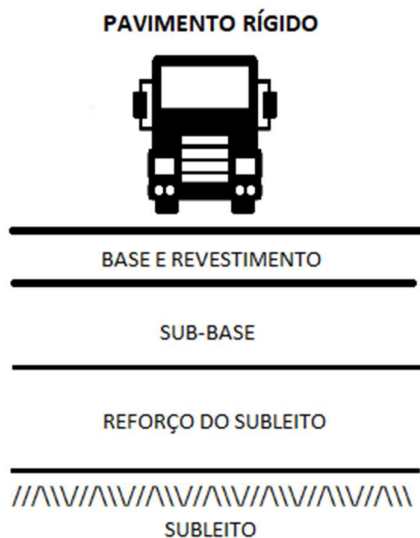 PAVIMENTO RÍGIDO
BASE E REVESTIMENTO
SUB-BASE
REFORÇO DO SUBLEITO
SUBLEITO